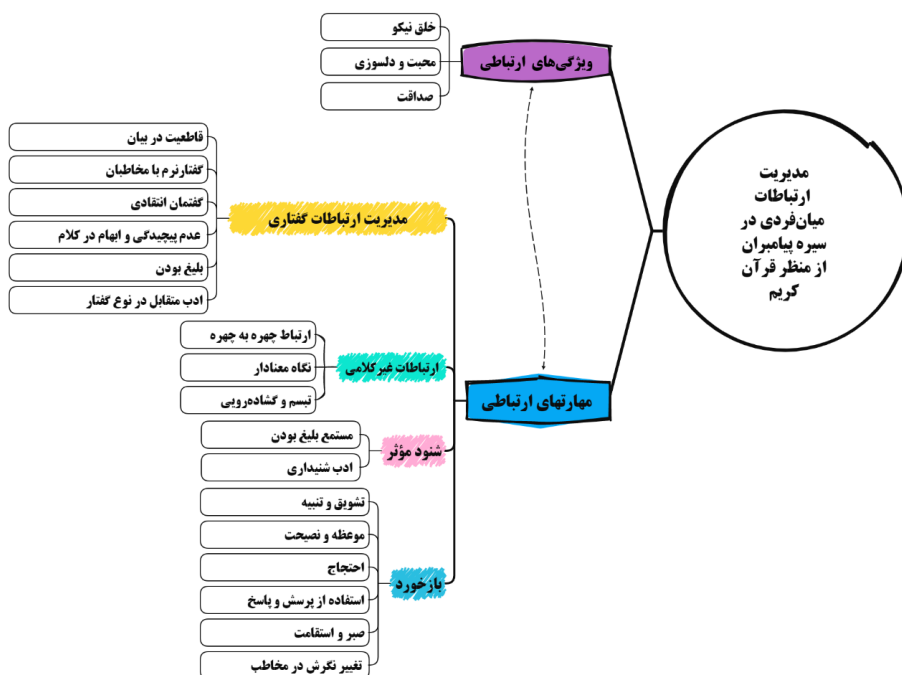 مدیریت
ارتباطات
میان‌فردی در
سیره پیامبران
از منظر قرآن
کریم
ویژگی‌های ارتباطی
خلق نیکو
محبت و دلسوزی
صداقت
مهارتهای ارتباطی
مدیریت ارتباطات گفتاری
قاطعیت در بیان
گفتارنرم با مخاطبان
گفتمان انتقادی
عدم پیچیدگی و ابهام در کلام
بلیغ بودن
ادب متقابل در نوع گفتار
ارتباطات غیرکلامی
ارتباط چهره به چهره
نگاه معنادار
تبسم و گشاده‌رویی
شنود مؤثر
مستمع بلیغ بودن
ادب شنیداری
بازخورد
تشویق و تنبیه
موعظه و نصیحت
احتجاج
استفاده از پرسش و پاسخ
صبر و استقامت
تغییر نگرش در مخاطب